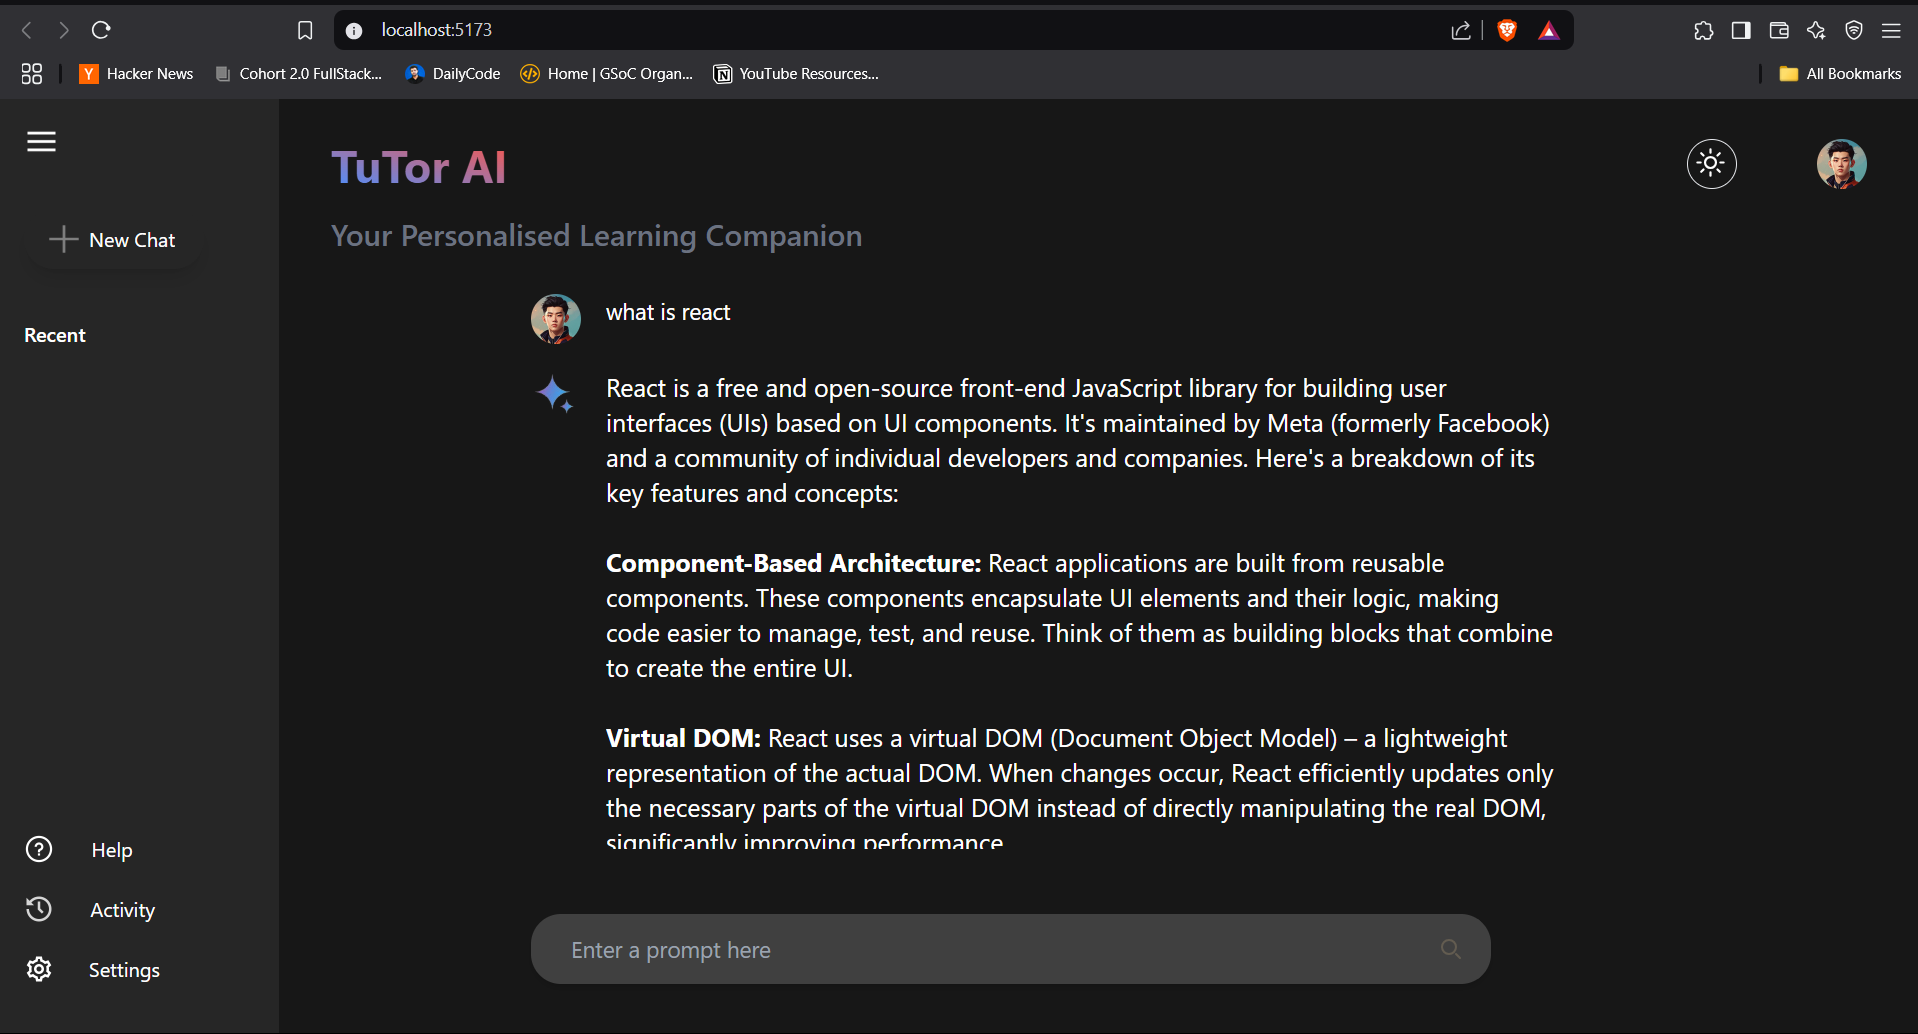 localhost:5173
Y Hacker News
Cohort 2.0 FullStack...
DailyCode
Home | GSoC Organ...
N YouTube Resources...
All Bookmarks
New Chat
Recent
Help
Activity
Settings
TuTor AI
Your Personalised Learning Companion
what is react
React is a free and open-source front-end JavaScript library for building user
interfaces (UIs) based on UI components. It's maintained by Meta (formerly Facebook)
and a community of individual developers and companies. Here's a breakdown of its
key features and concepts:
Component-Based Architecture: React applications are built from reusable
components. These components encapsulate UI elements and their logic, making
code easier to manage, test, and reuse. Think of them as building blocks that combine
to create the entire UI.
Virtual DOM: React uses a virtual DOM (Document Object Model) – a lightweight
representation of the actual DOM. When changes occur, React efficiently updates only
the necessary parts of the virtual DOM instead of directly manipulating the real DOM,
significantly improving performance
Enter a prompt here